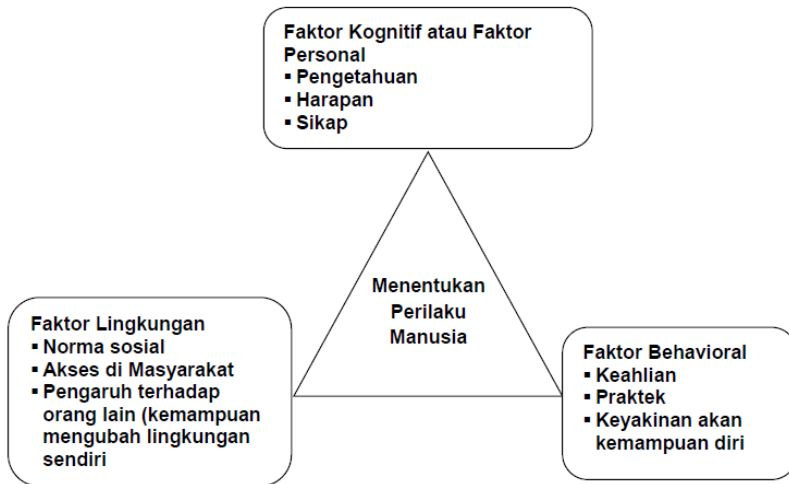 Faktor Kognitif atau Faktor
Personal
▪ Pengetahuan
▪ Harapan
▪ Sikap
Menentukan
Perilaku
Manusia
Faktor Lingkungan
▪ Norma sosial
▪ Akses di Masyarakat
▪ Pengaruh terhadap
orang lain (kemampuan
mengubah lingkungan
sendiri
Faktor Behavioral
▪ Keahlian
▪ Praktek
▪ Keyakinan akan
kemampuan diri